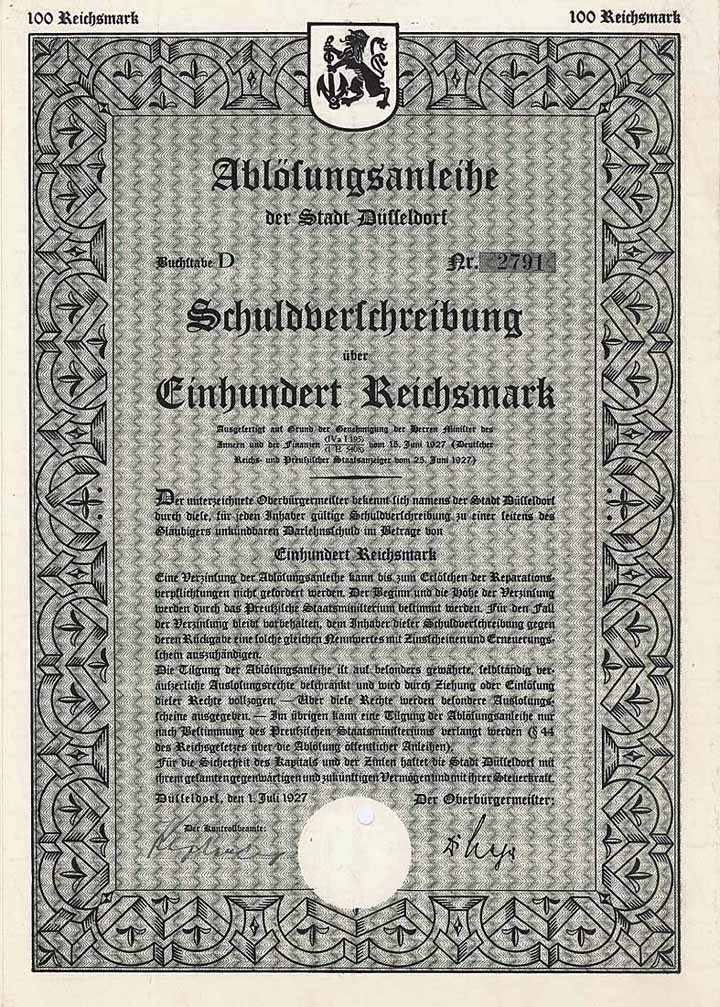 100 Reichsmark 100 Reichsmark
Ablösungsanleihe
der Stadt Düsseldorf
Buchstabe D Nr. 2791
Schuldverschreibung
über
Einhundert Reichsmark
Ausgefertigt auf Grund der Genehmigung der Herren Minister des
Innern und der Finanzen (IVa I 195) vom 15. Juni 1927 (Deutscher
Reichs- und Preußischer Staatsanzeiger vom 25. Juni 1927)
Der unterzeichnete Oberbürgermeister bekennt sich namens der Stadt Düsseldorf
durch diese, für jeden Inhaber gültige Schuldverschreibung zu einer seitens des
Gläubigers unkündbaren Darlehnsschuld im Betrage von
Einhundert Reichsmark
Eine Verzinsung der Ablösungsanleihe kann bis zum Erlöschen der Reparations-
verpflichtungen nicht gefordert werden. Der Beginn und die Höhe der Verzinsung
werden durch das Preußische Staatsministerium bestimmt werden. Für den Fall
der Verzinsung bleibt vorbehalten, dem Inhaber dieser Schuldverschreibung gegen
deren Rückgabe eine solche gleichen Nennwertes mit Zinsscheinen und Erneuerungs-
schein auszuhändigen.
Die Tilgung der Ablösungsanleihe ist auf besonders gewährte, selbständig ver-
äußerliche Auslosungsrechte beschränkt und wird durch Ziehung oder Einlösung
dieser Rechte vollzogen. — Über diese Rechte werden besondere Auslosungs-
scheine ausgegeben. — Im übrigen kann eine Tilgung der Ablösungsanleihe nur
nach Bestimmung des Preußischen Staatsministeriums verlangt werden (§ 44
des Reichsgesetzes über die Ablösung öffentlicher Anleihen).
Für die Sicherheit des Kapitals und der Zinsen haftet die Stadt Düsseldorf mit
ihrem gesamten gegenwärtigen und zukünftigen Vermögen und mit ihrer Steuerkraft.
Düsseldorf, den 1. Juli 1927 Der Oberbürgermeister:
Der Kontrollbeamte: